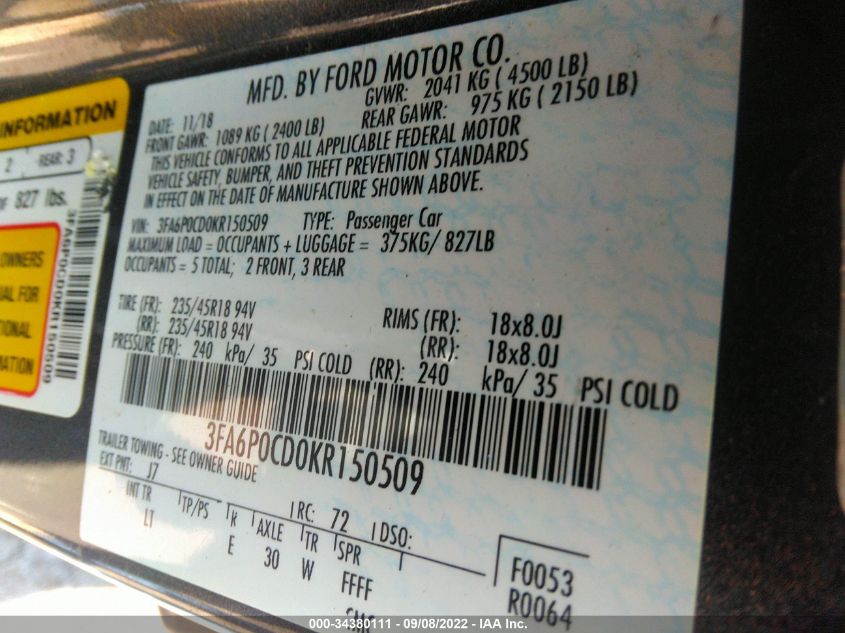 MFD. BY FORD MOTOR CO.
DATE: 11/18 GVWR: 2041 KG ( 4500 LB)
FRONT GAWR: 1089 KG ( 2400 LB) REAR GAWR: 975 KG ( 2150 LB)
THIS VEHICLE CONFORMS TO ALL APPLICABLE FEDERAL MOTOR
VEHICLE SAFETY, BUMPER, AND THEFT PREVENTION STANDARDS
IN EFFECT ON THE DATE OF MANUFACTURE SHOWN ABOVE.
VIN: 3FA6P0CD0KR150509 TYPE: Passenger Car
MAXIMUM LOAD = OCCUPANTS + LUGGAGE = 375KG/ 827LB
OCCUPANTS = 5 TOTAL; 2 FRONT, 3 REAR
TIRE (FR): 235/45R18 94V RIMS (FR): 18x8.0J
(RR): 235/45R18 94V (RR): 18x8.0J
PRESSURE (FR): 240 kPa/ 35 PSI COLD (RR): 240 kPa/ 35 PSI COLD
3FA6P0CD0KR150509
TRAILER TOWING - SEE OWNER GUIDE
EXT PNT: J7 RC: 72 DSO:
INT TR TP/PS R AXLE TR SPR
LT E 30 W FFFF
F0053
R0064
INFORMATION
2 REAR: 3
827 lbs.
3FA6P0CD0KR150509
OWNERS
FOR
000-34380111 - 09/08/2022 - IAA Inc.